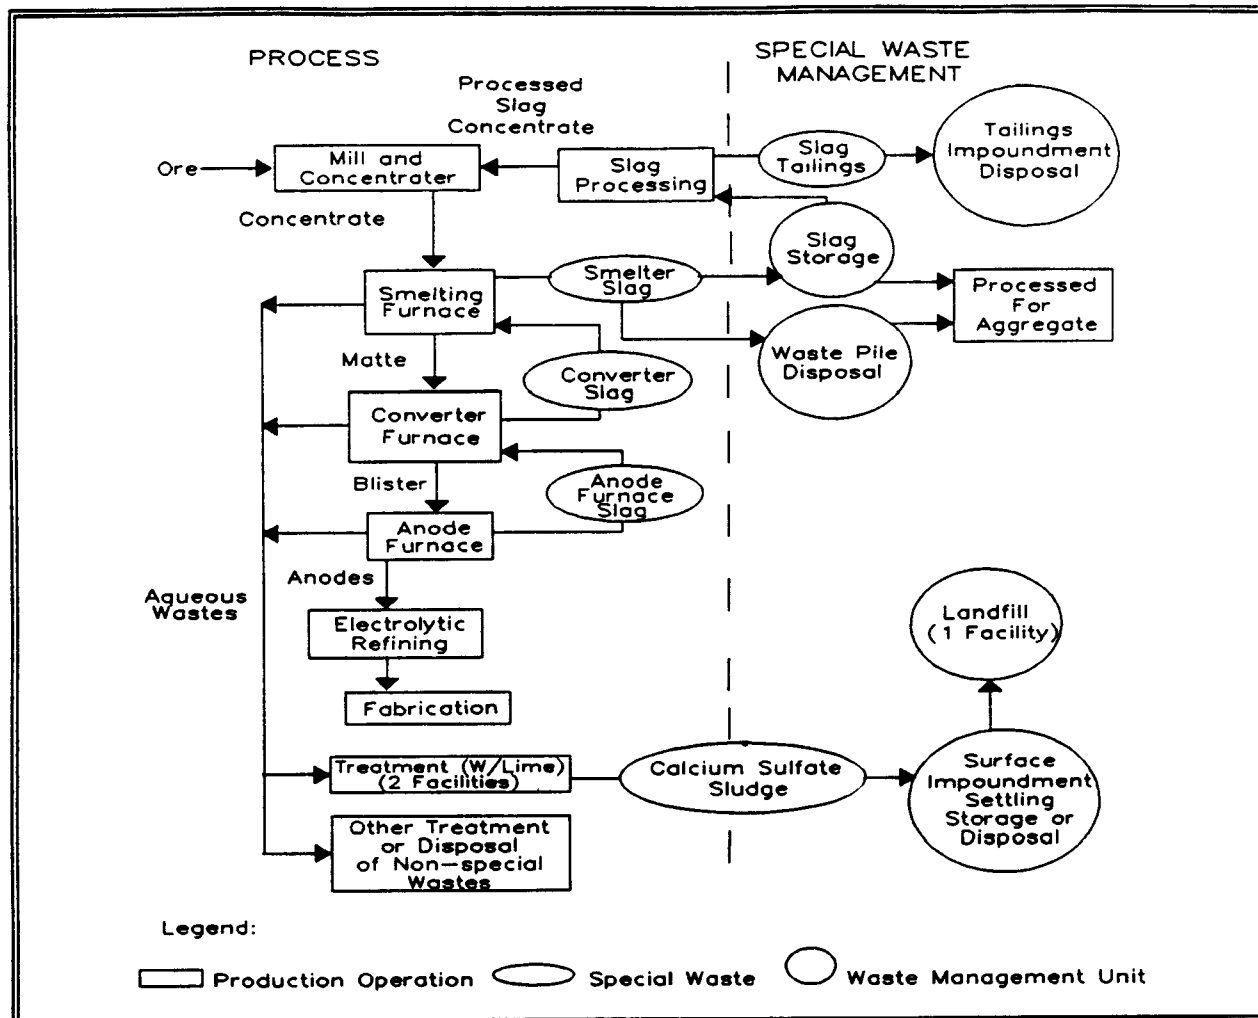 PROCESS
SPECIAL WASTE
MANAGEMENT
Processed
Slag
Concentrate
Ore
Mill and
Concentrater
Slag
Processing
Slag
Tailings
Tailings
Impoundment
Disposal
Concentrate
Slag
Storage
Smelting
Furnace
Smelter
Slag
Processed
For
Aggregate
Matte
Converter
Slag
Waste Pile
Disposal
Converter
Furnace
Blister
Anode
Furnace
Slag
Anode
Furnace
Anodes
Aqueous
Wastes
Electrolytic
Refining
Landfill
(1 Facility)
Fabrication
Treatment (W/Lime)
(2 Facilities)
Calcium Sulfate
Sludge
Surface
Impoundment
Settling
Storage or
Disposal
Other Treatment
or Disposal
of Non-special
Wastes
Legend:
Production Operation
Special Waste
Waste Management Unit